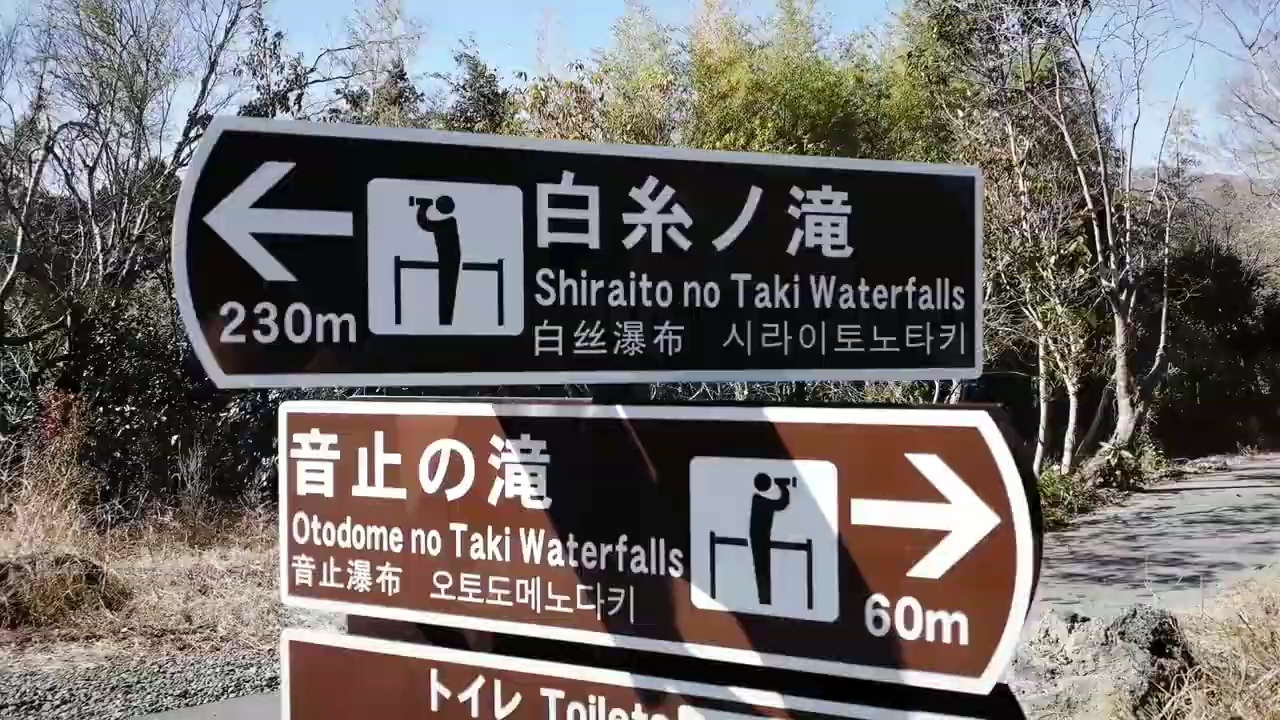 白糸ノ滝
Shiraito no Taki Waterfalls
230m
白丝瀑布 시라이토노타키
音止の滝
Otodome no Taki Waterfalls
音止瀑布 오토도메노다키
60m
トイレ Toilets